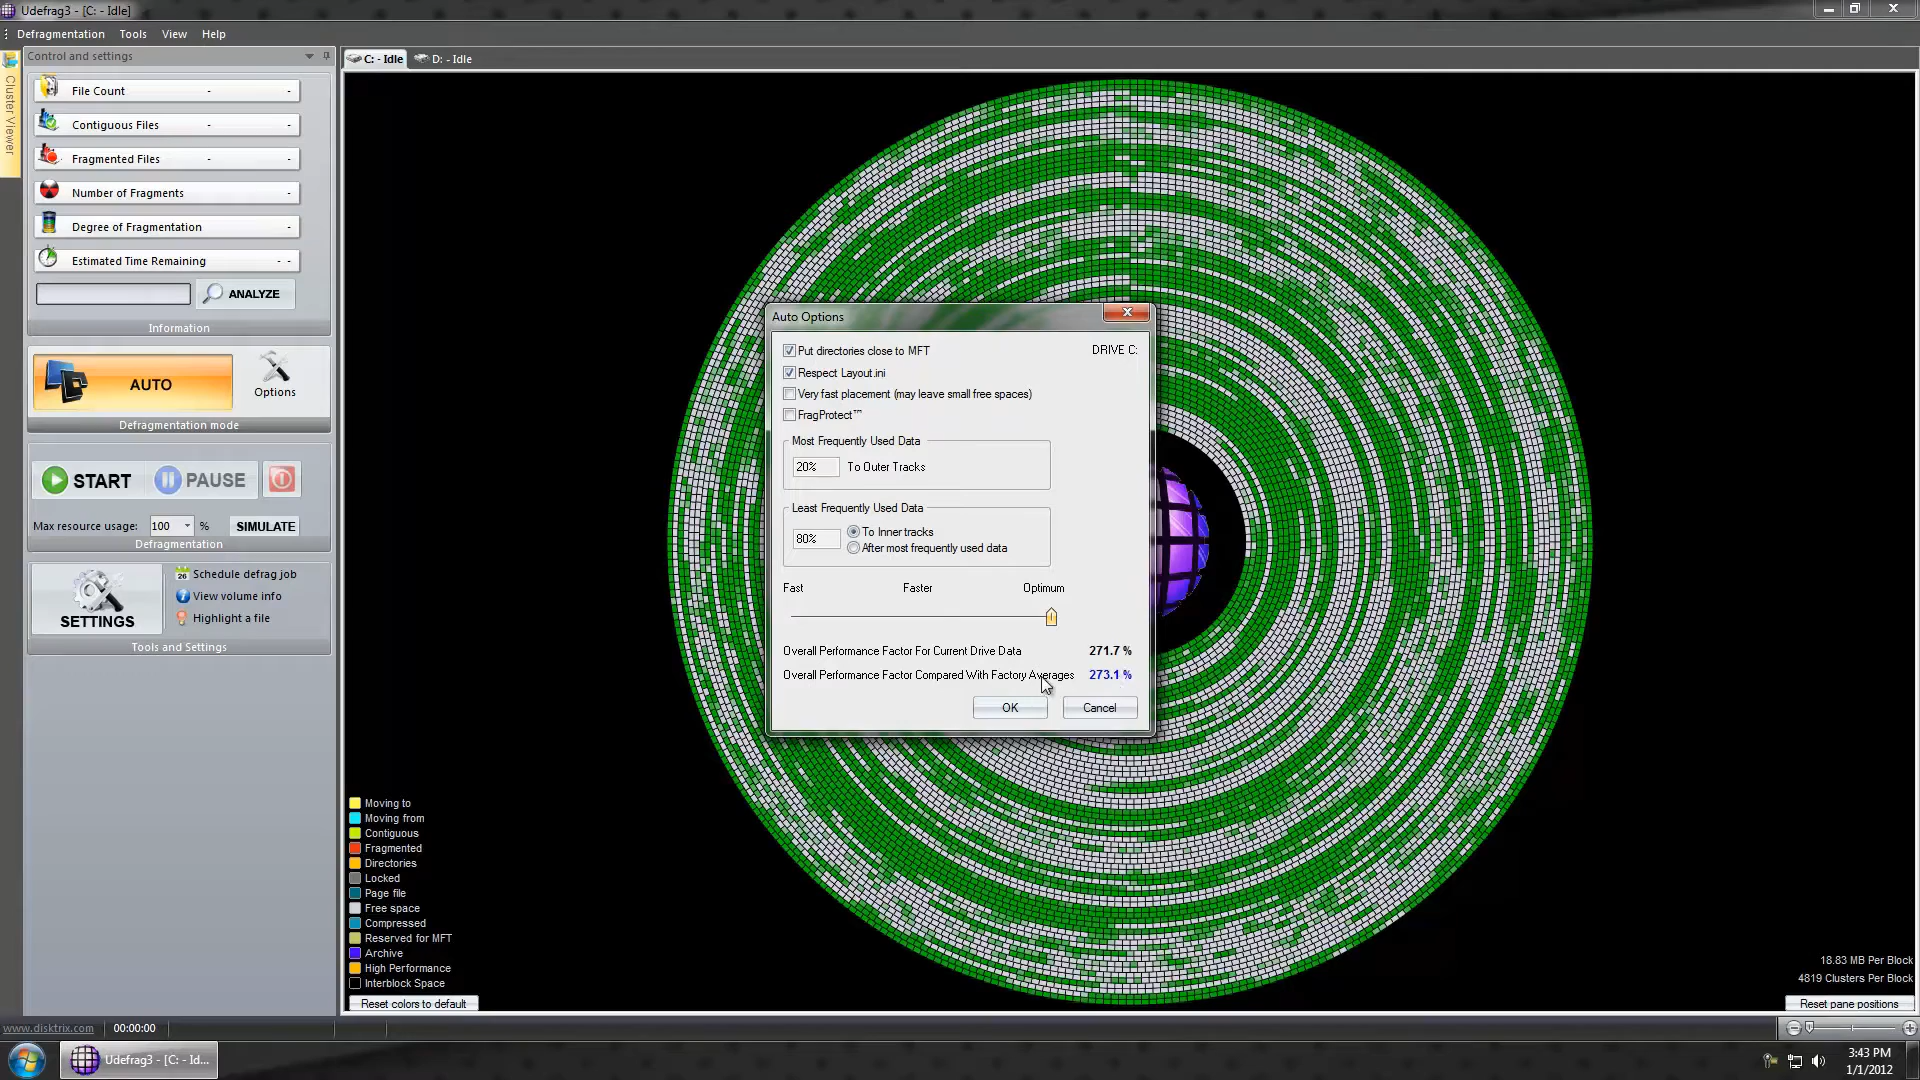 Udefrag3 - [C: - Idle]
Defragmentation Tools View Help
Control and settings
Cluster Viewer
File Count - -
Contiguous Files - -
Fragmented Files - -
Number of Fragments -
Degree of Fragmentation -
Estimated Time Remaining - -
ANALYZE
Information
AUTO
Options
Defragmentation mode
START PAUSE
Max resource usage: 100 % SIMULATE
Defragmentation
SETTINGS
26 Schedule defrag job
View volume info
Highlight a file
Tools and Settings
C: - Idle D: - Idle
Auto Options
Put directories close to MFT DRIVE C:
Respect Layout.ini
Very fast placement (may leave small free spaces)
FragProtect™
Most Frequently Used Data
20% To Outer Tracks
Least Frequently Used Data
80% To Inner tracks
After most frequently used data
Fast Faster Optimum
Overall Performance Factor For Current Drive Data 271.7 %
Overall Performance Factor Compared With Factory Averages 273.1 %
OK Cancel
Moving to
Moving from
Contiguous
Fragmented
Directories
Locked
Page file
Free space
Compressed
Reserved for MFT
Archive
High Performance
Interblock Space
Reset colors to default
18.83 MB Per Block
4819 Clusters Per Block
Reset pane positions
www.disktrix.com 00:00:00
Udefrag3 - [C: - Id...
3:43 PM
1/1/2012